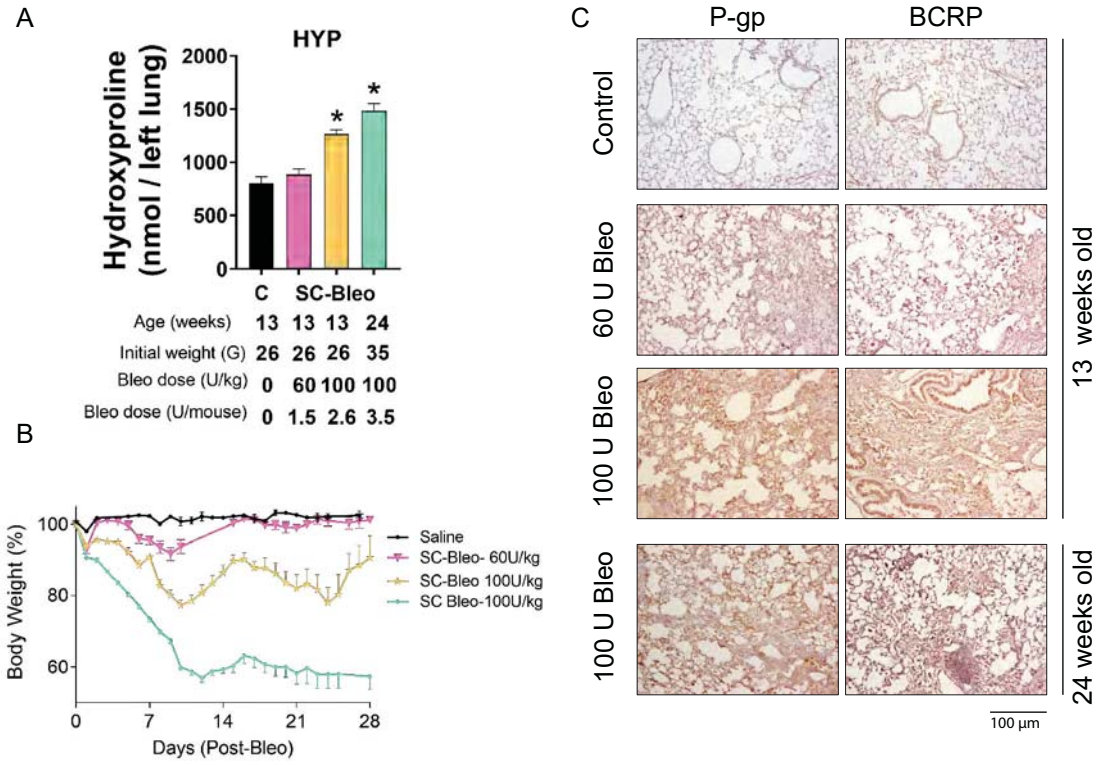 A
HYP
Hydroxyproline
(nmol / left lung)
2000
1500
1000
500
0
*
*
C SC-Bleo
Age (weeks) 13 13 13 24
Initial weight (G) 26 26 26 35
Bleo dose (U/kg) 0 60 100 100
Bleo dose (U/mouse) 0 1.5 2.6 3.5
B
Body Weight (%)
100
80
60
0 7 14 21 28
Days (Post-Bleo)
Saline
SC-Bleo- 60U/kg
SC-Bleo 100U/kg
SC Bleo-100U/kg
C
P-gp BCRP
Control
60 U Bleo
100 U Bleo
100 U Bleo
13 weeks old
24 weeks old
100 µm